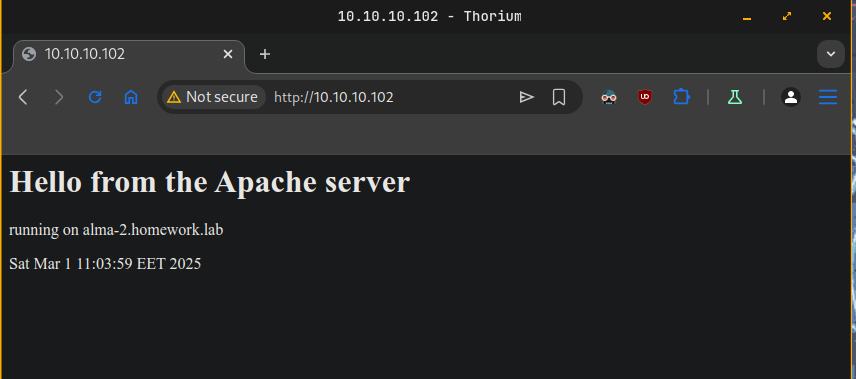 10.10.10.102 - Thorium
10.10.10.102
Not secure http://10.10.10.102
UO
Hello from the Apache server
running on alma-2.homework.lab
Sat Mar 1 11:03:59 EET 2025